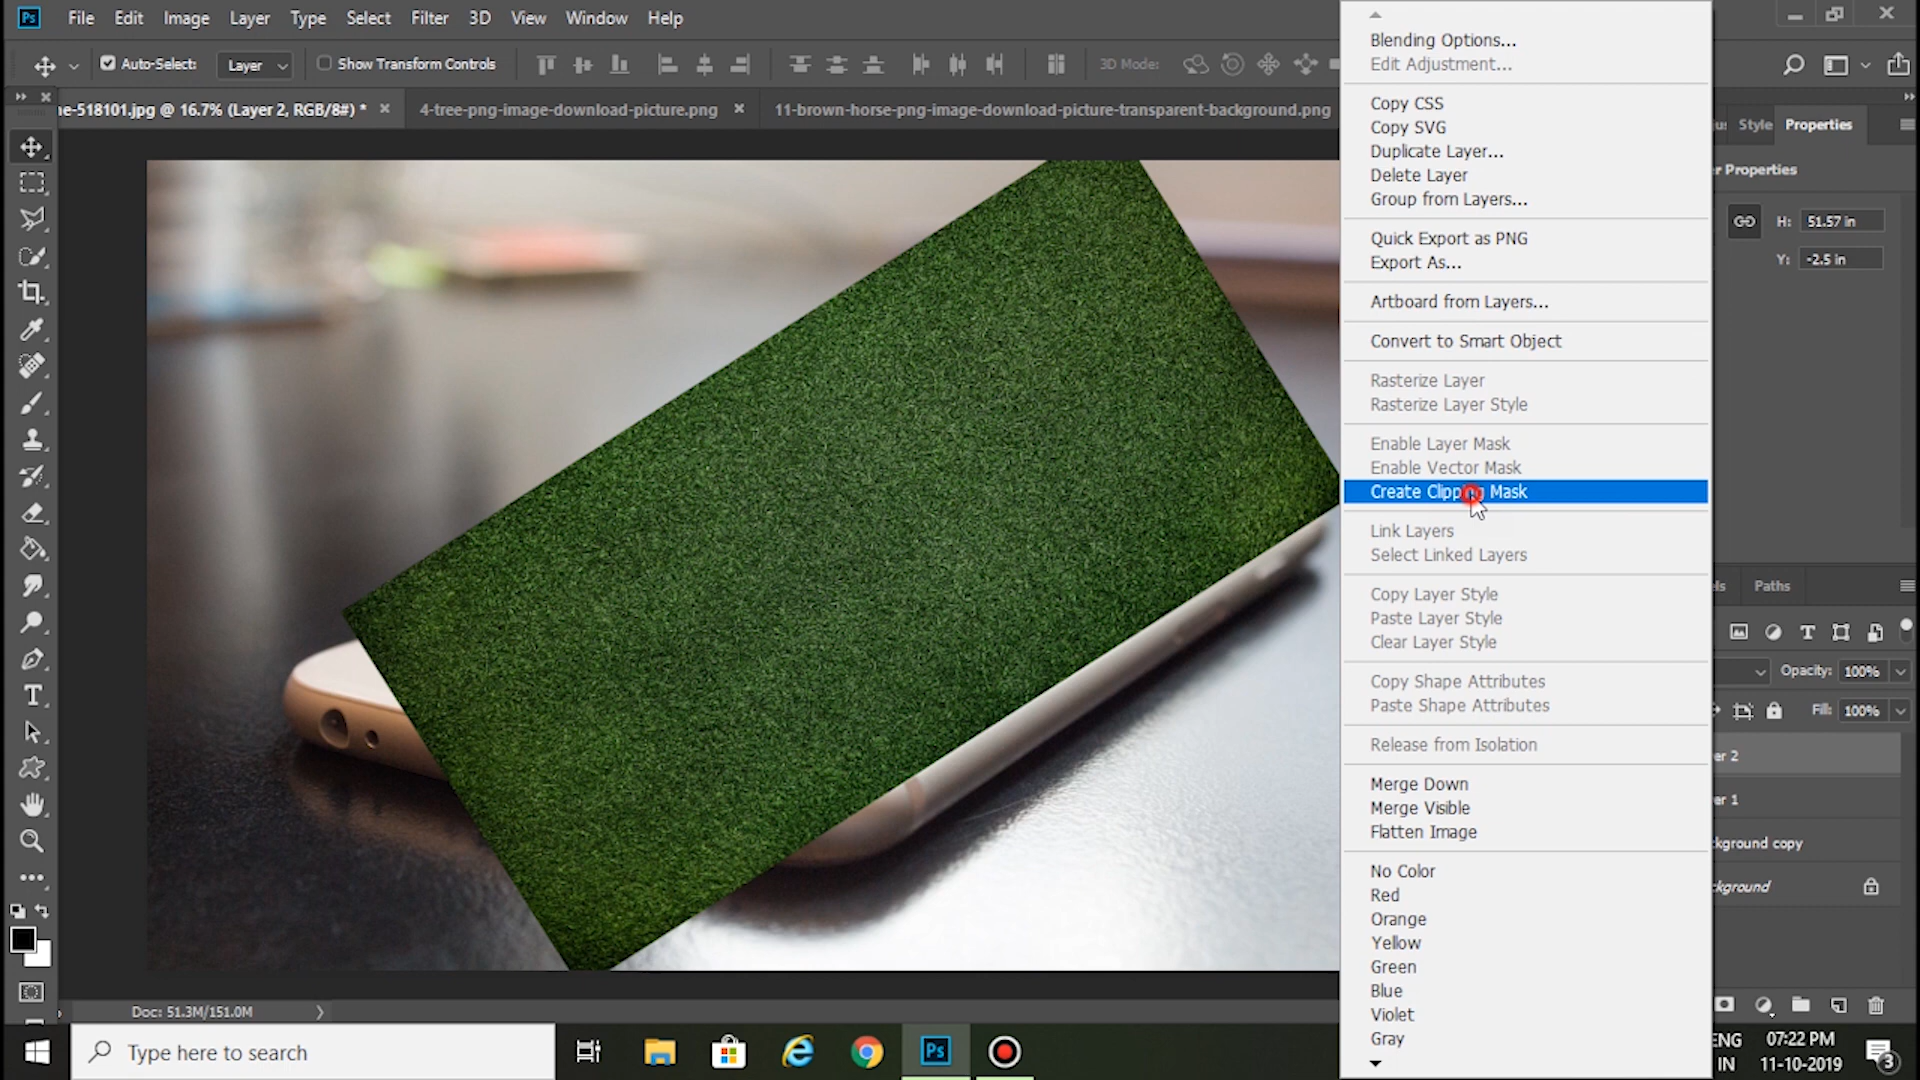 Ps File Edit Image Layer Type Select Filter 3D View Window Help
Auto-Select: Layer Show Transform Controls 3D Mode:
ne-518101.jpg @ 16.7% (Layer 2, RGB/8#) * 4-tree-png-image-download-picture.png 11-brown-horse-png-image-download-picture-transparent-background.png
Style Properties
r Properties
H: 51.57 in
Y: -2.5 in
Blending Options...
Edit Adjustment...
Copy CSS
Copy SVG
Duplicate Layer...
Delete Layer
Group from Layers...
Quick Export as PNG
Export As...
Artboard from Layers...
Convert to Smart Object
Rasterize Layer
Rasterize Layer Style
Enable Layer Mask
Enable Vector Mask
Create Clipping Mask
Link Layers
Select Linked Layers
Copy Layer Style
Paste Layer Style
Clear Layer Style
Copy Shape Attributes
Paste Shape Attributes
Release from Isolation
Merge Down
Merge Visible
Flatten Image
No Color
Red
Orange
Yellow
Green
Blue
Violet
Gray
els Paths
Opacity: 100%
Fill: 100%
er 2
er 1
kground copy
kground
Doc: 51.3M/151.0M
Type here to search
Ps
ENG 07:22 PM
IN 11-10-2019
3